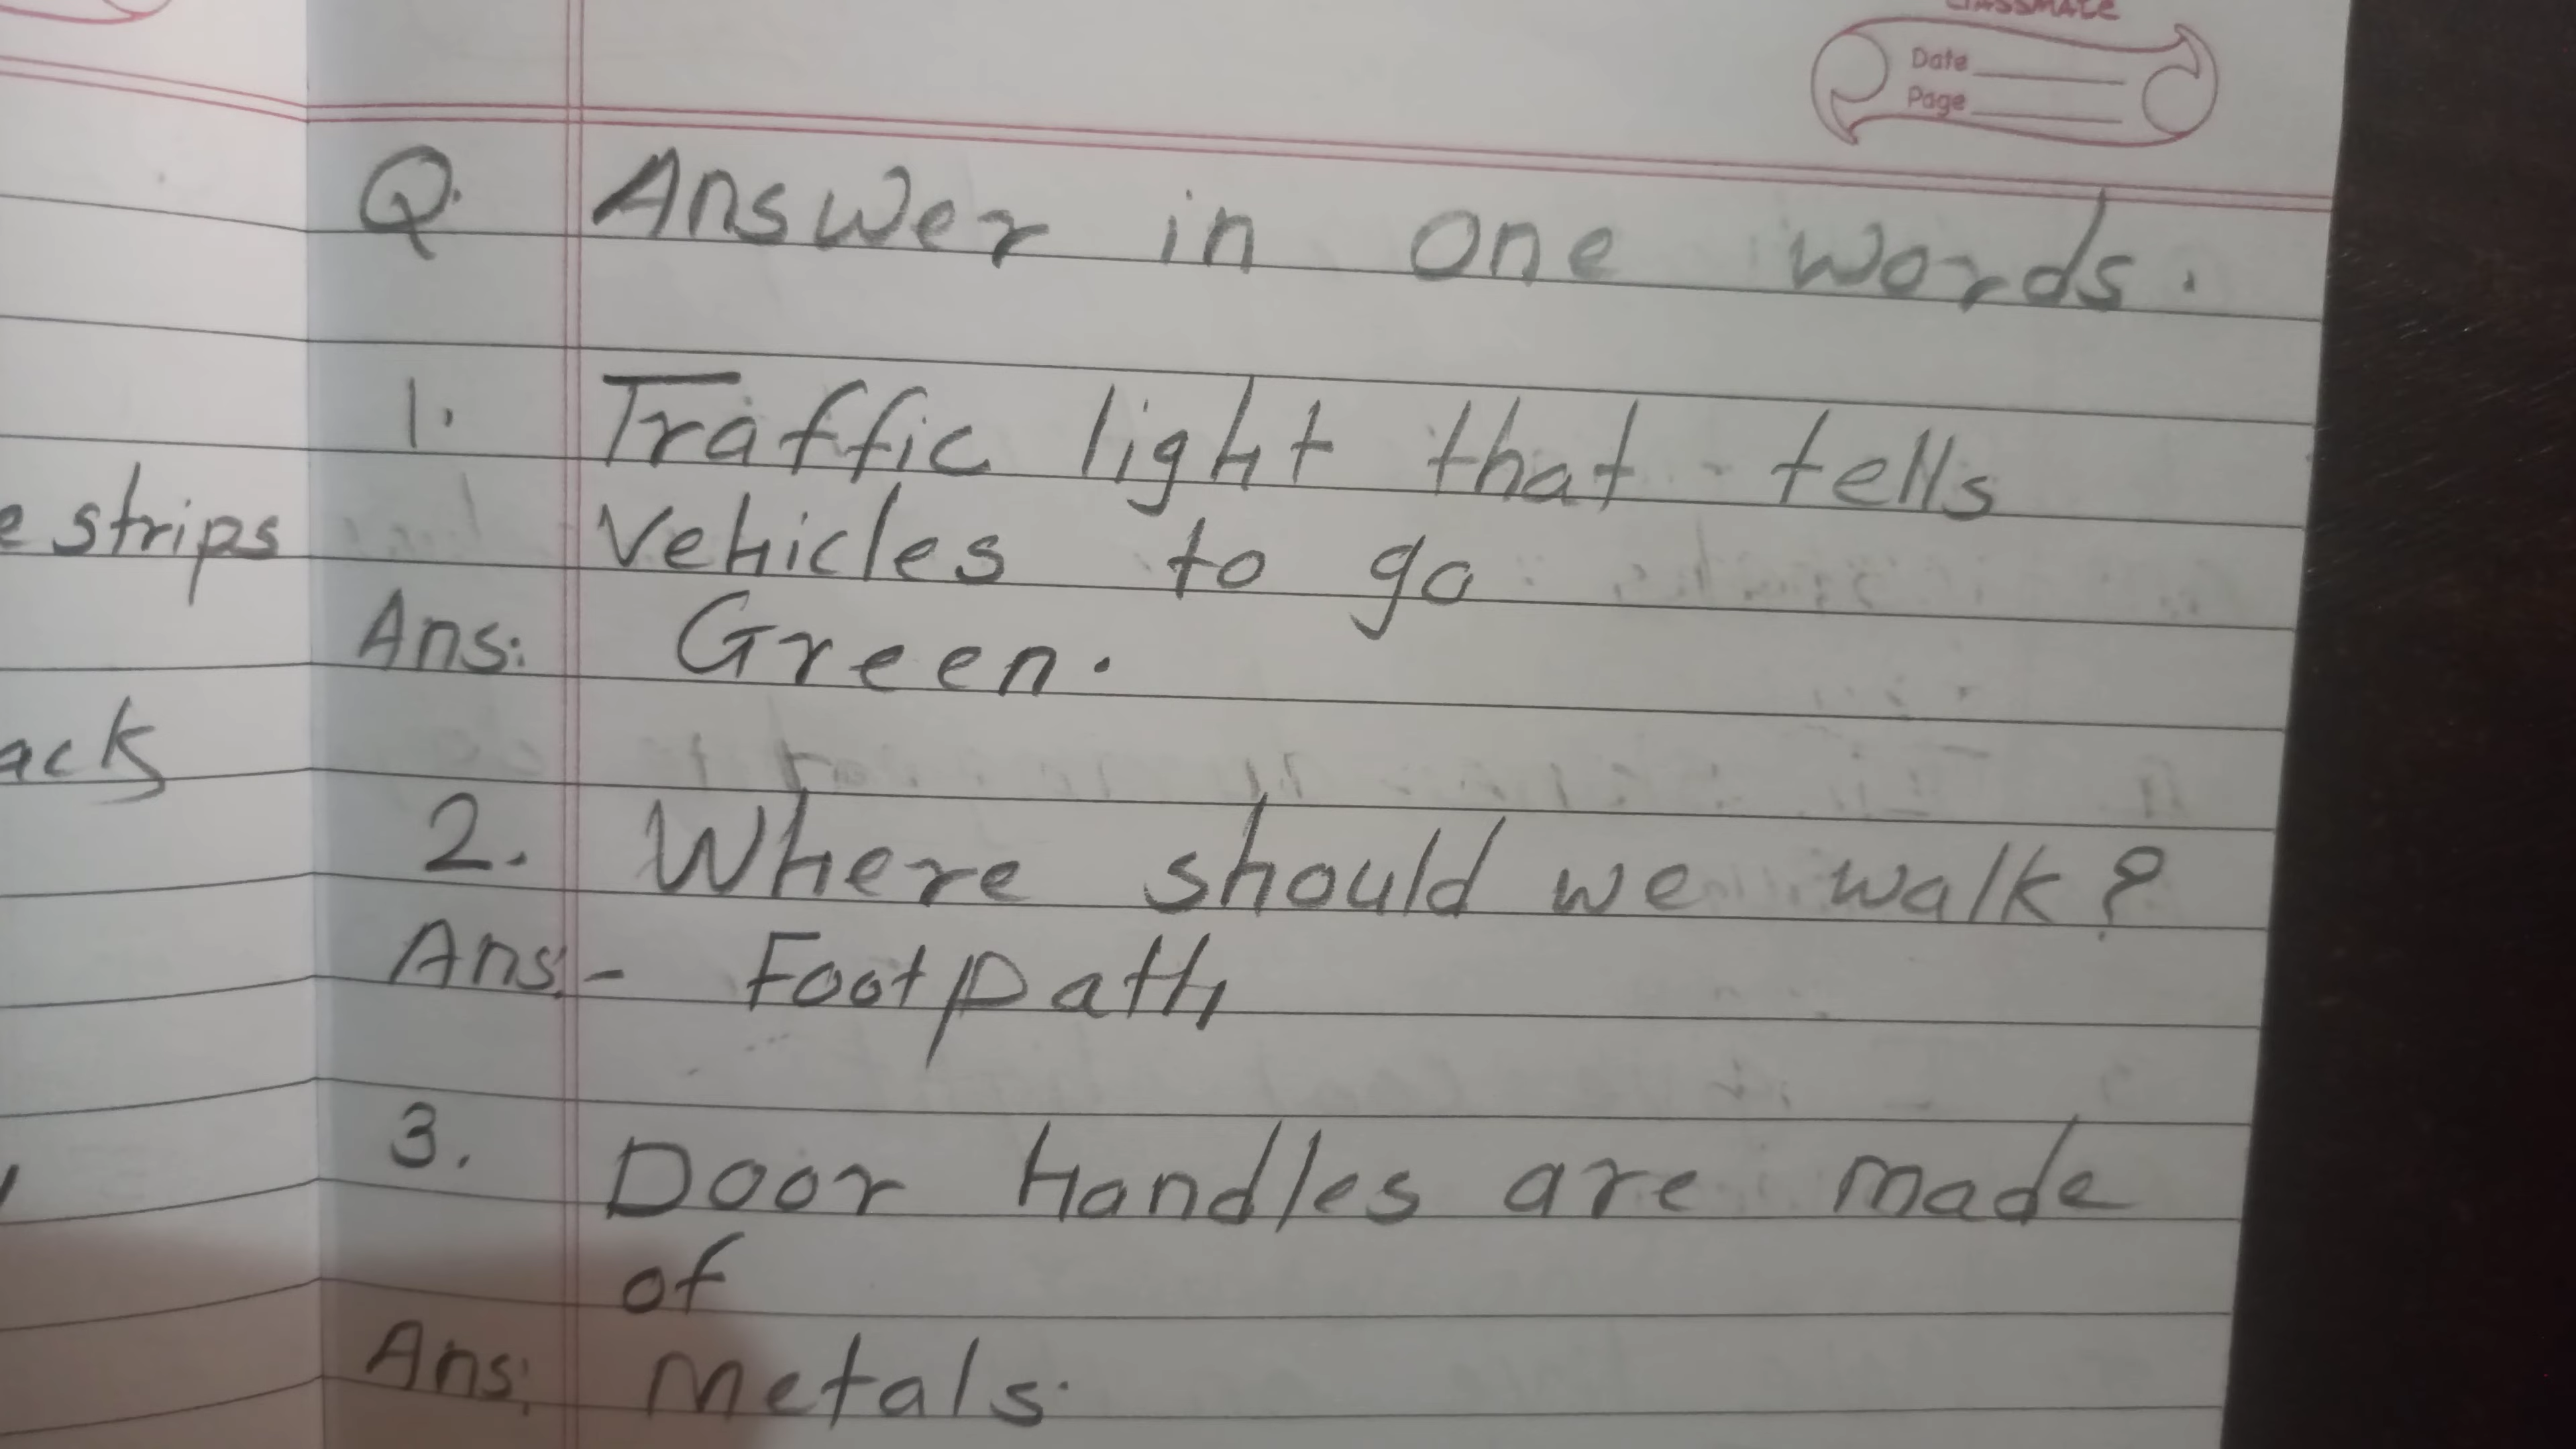 classmate
Date
Page
Q. Answer in one words.
1. Traffic light that tells
vehicles to go
Ans: Green.
2. Where should we walk?
Ans:- Footpath
3. Door Handles are made
of
Ans: Metals.
strips
ack